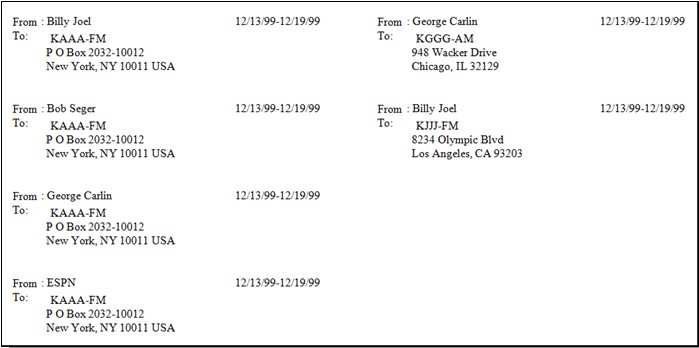 From : Billy Joel 12/13/99-12/19/99
To: KAAA-FM
P O Box 2032-10012
New York, NY 10011 USA
From : Bob Seger 12/13/99-12/19/99
To: KAAA-FM
P O Box 2032-10012
New York, NY 10011 USA
From : George Carlin 12/13/99-12/19/99
To: KAAA-FM
P O Box 2032-10012
New York, NY 10011 USA
From : ESPN 12/13/99-12/19/99
To: KAAA-FM
P O Box 2032-10012
New York, NY 10011 USA
From : George Carlin 12/13/99-12/19/99
To: KGGG-AM
948 Wacker Drive
Chicago, IL 32129
From : Billy Joel 12/13/99-12/19/99
To: KJJJ-FM
8234 Olympic Blvd
Los Angeles, CA 93203